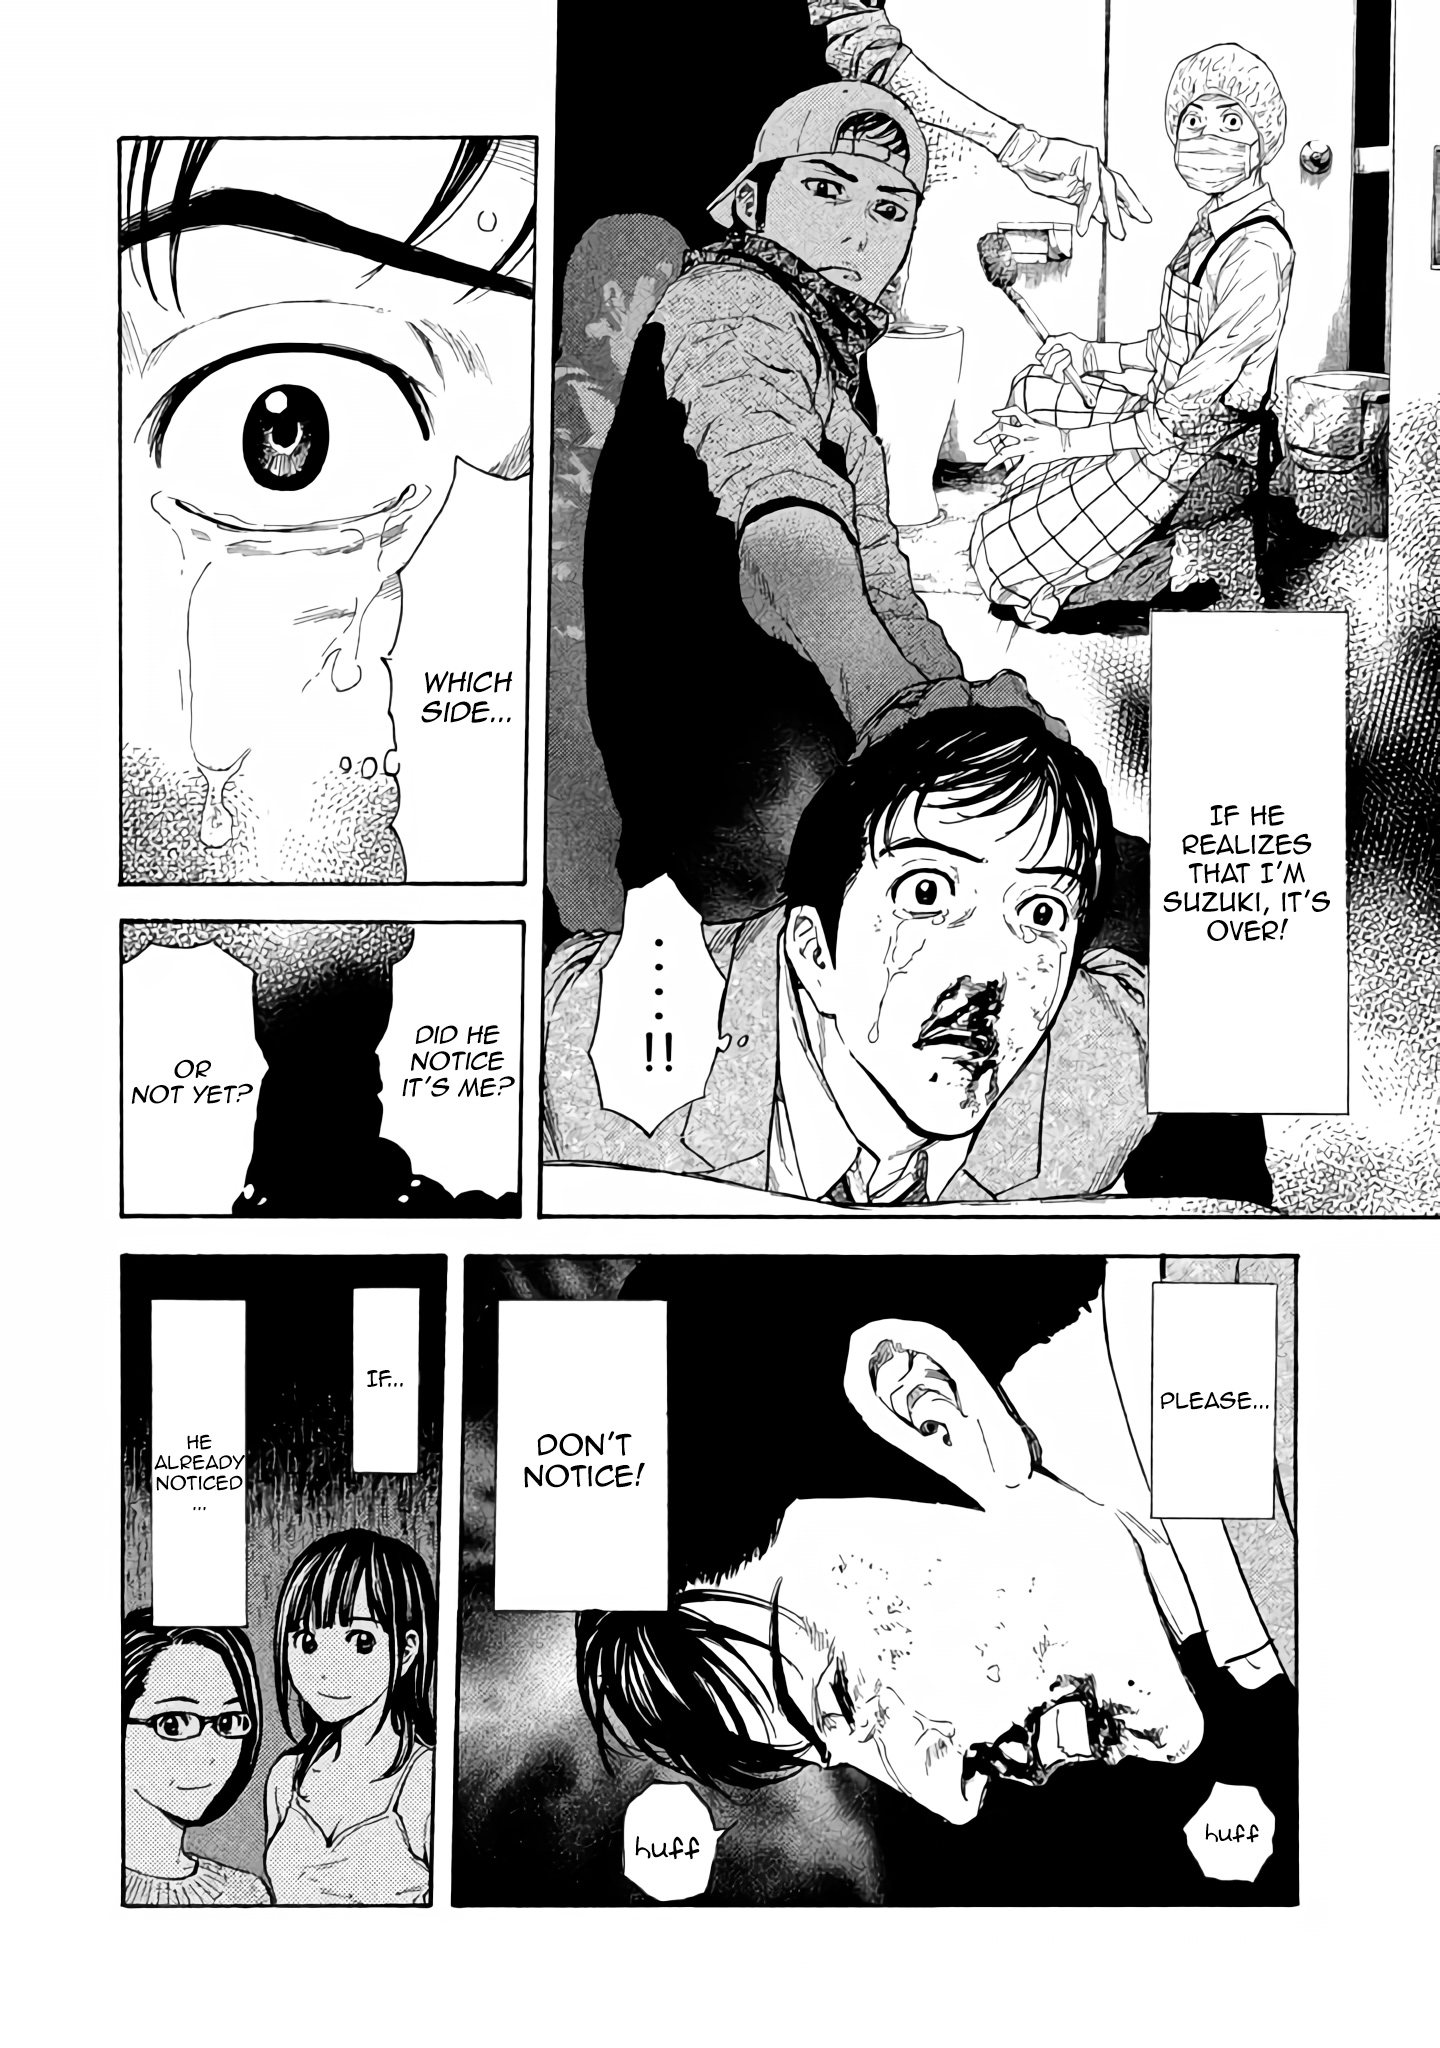 IF HE
REALIZES
THAT I'M
SUZUKI, IT'S
OVER!
......!!
WHICH
SIDE...
DID HE
NOTICE
IT'S ME?
OR
NOT YET?
PLEASE...
DON'T
NOTICE!
huff
huff
IF...
HE
ALREADY
NOTICED
...